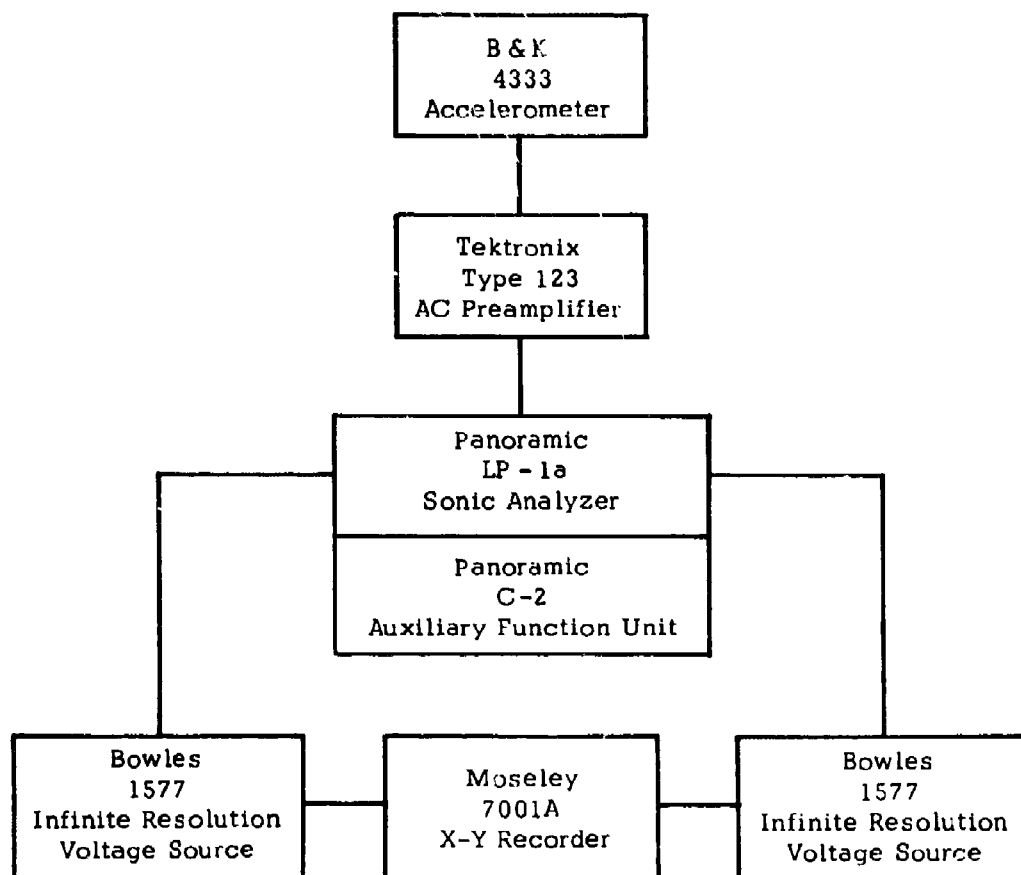 B & K
4333
Accelerometer
Tektronix
Type 123
AC Preamplifier
Panoramic
LP - 1a
Sonic Analyzer
Panoramic
C-2
Auxiliary Function Unit
Bowles
1577
Infinite Resolution
Voltage Source
Moseley
7001A
X-Y Recorder
Bowles
1577
Infinite Resolution
Voltage Source